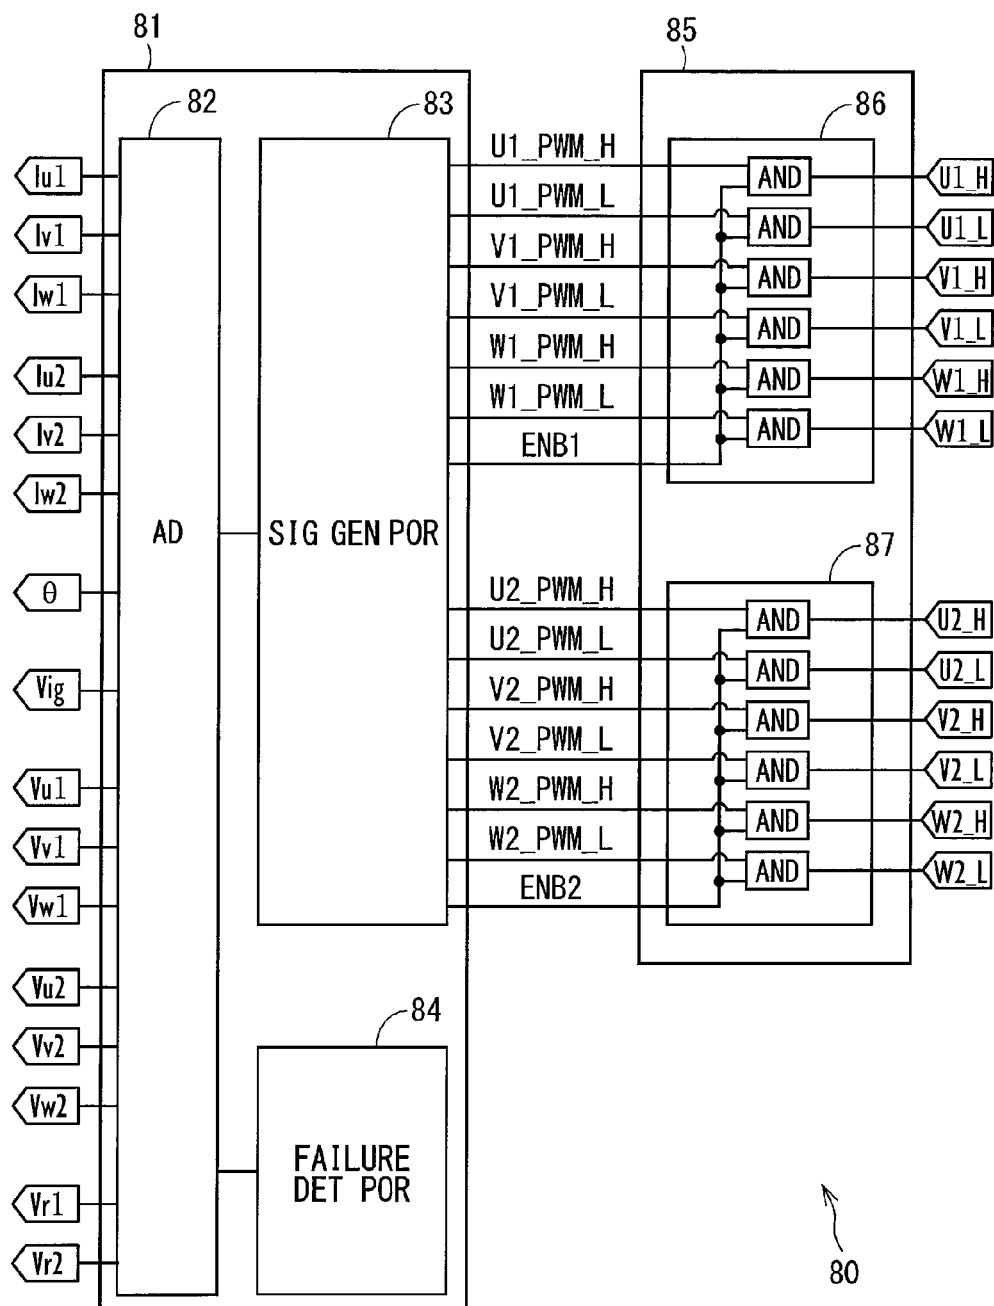 81
85
82
83
86
Iu1
Iv1
Iw1
Iu2
Iv2
Iw2
θ
Vig
Vu1
Vv1
Vw1
Vu2
Vv2
Vw2
Vr1
Vr2
AD
SIG GEN POR
U1_PWM_H
U1_PWM_L
V1_PWM_H
V1_PWM_L
W1_PWM_H
W1_PWM_L
ENB1
AND
AND
AND
AND
AND
AND
U1_H
U1_L
V1_H
V1_L
W1_H
W1_L
87
U2_PWM_H
U2_PWM_L
V2_PWM_H
V2_PWM_L
W2_PWM_H
W2_PWM_L
ENB2
AND
AND
AND
AND
AND
AND
U2_H
U2_L
V2_H
V2_L
W2_H
W2_L
84
FAILURE
DET POR
80